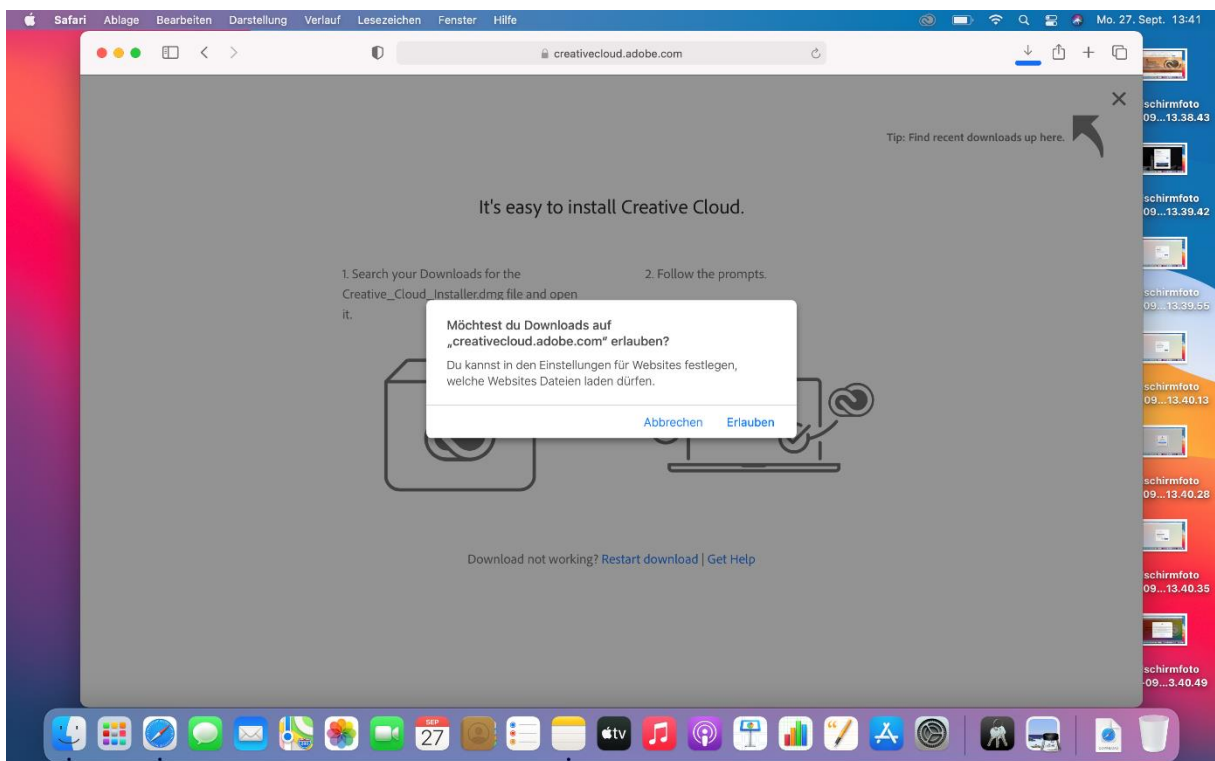 Safari Ablage Bearbeiten Darstellung Verlauf Lesezeichen Fenster Hilfe Mo. 27. Sept. 13:41
creativecloud.adobe.com
Tip: Find recent downloads up here.
It's easy to install Creative Cloud.
1. Search your Downloads for the
Creative_Cloud_Installer.dmg file and open
it.
2. Follow the prompts.
Möchtest du Downloads auf
„creativecloud.adobe.com“ erlauben?
Du kannst in den Einstellungen für Websites festlegen,
welche Websites Dateien laden dürfen.
Abbrechen Erlauben
Download not working? Restart download | Get Help
schirmfoto
09...13.38.43
schirmfoto
09...13.39.42
schirmfoto
09...13.39.55
schirmfoto
09...13.40.13
schirmfoto
09...13.40.28
schirmfoto
09...13.40.35
schirmfoto
-09...3.40.49
SEP
27
tv